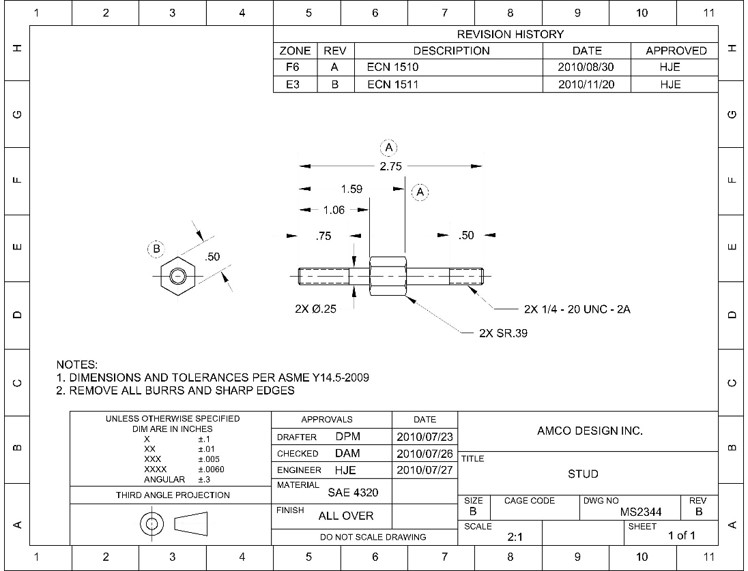 1 2 3 4 5 6 7 8 9 10 11
H H
G G
F F
E E
D D
C C
B B
A A
REVISION HISTORY
ZONE REV DESCRIPTION DATE APPROVED
F6 A ECN 1510 2010/08/30 HJE
E3 B ECN 1511 2010/11/20 HJE
A
2.75
1.59 A
1.06
.75 .50
B .50
2X Ø.25
2X 1/4 - 20 UNC - 2A
2X SR.39
NOTES:
1. DIMENSIONS AND TOLERANCES PER ASME Y14.5-2009
2. REMOVE ALL BURRS AND SHARP EDGES
UNLESS OTHERWISE SPECIFIED
DIM ARE IN INCHES
X ±.1
XX ±.01
XXX ±.005
XXXX ±.0060
ANGULAR ±.3
THIRD ANGLE PROJECTION
APPROVALS DATE
DRAFTER DPM 2010/07/23
CHECKED DAM 2010/07/26
ENGINEER HJE 2010/07/27
MATERIAL
SAE 4320
FINISH
ALL OVER
DO NOT SCALE DRAWING
AMCO DESIGN INC.
TITLE
STUD
SIZE CAGE CODE DWG NO REV
B MS2344 B
SCALE SHEET
2:1 1 of 1
1 2 3 4 5 6 7 8 9 10 11